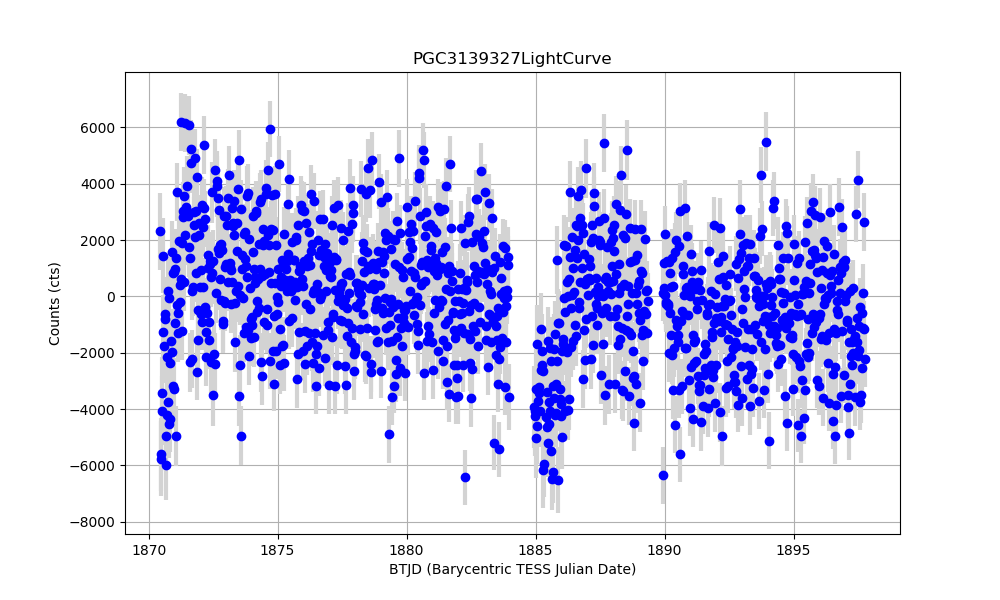 PGC3139327LightCurve
Counts (cts)
6000
4000
2000
0
−2000
−4000
−6000
−8000
1870 1875 1880 1885 1890 1895
BTJD (Barycentric TESS Julian Date)